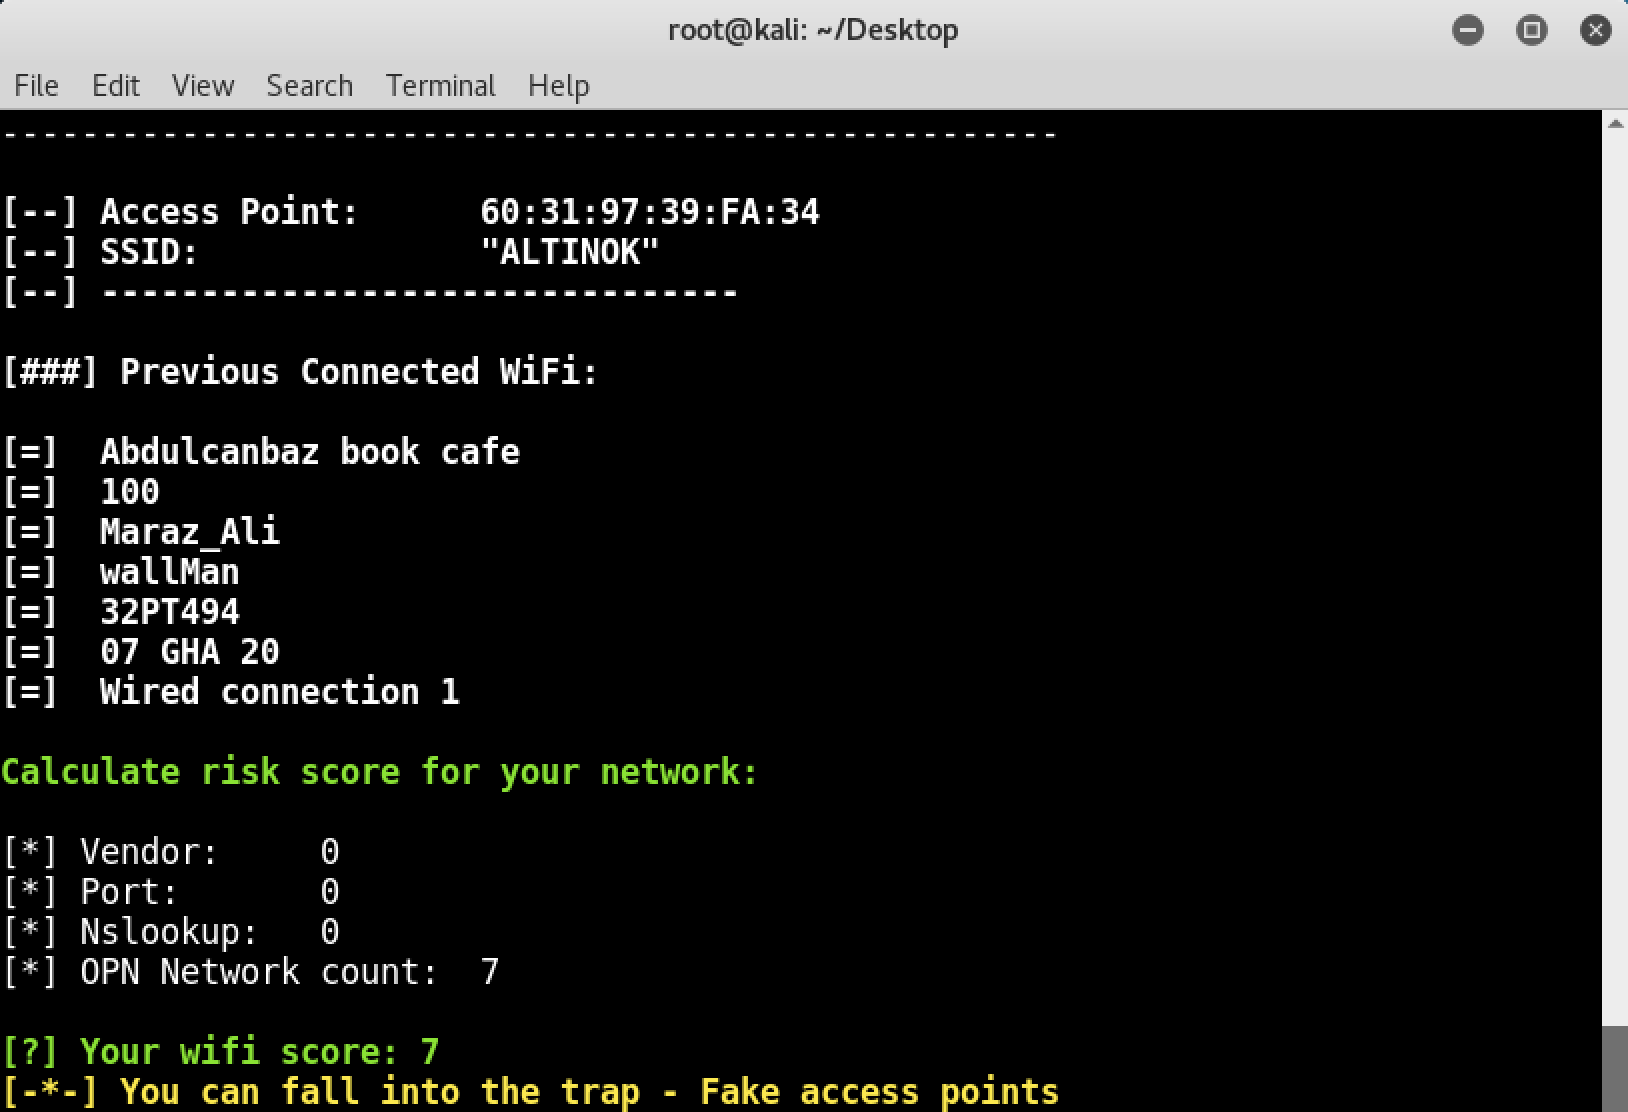 root@kali: ~/Desktop
File Edit View Search Terminal Help
-----------------------------------------------------
[--] Access Point: 60:31:97:39:FA:34
[--] SSID: "ALTINOK"
[--] --------------------------------
[###] Previous Connected WiFi:
[=] Abdulcanbaz book cafe
[=] 100
[=] Maraz_Ali
[=] wallMan
[=] 32PT494
[=] 07 GHA 20
[=] Wired connection 1
Calculate risk score for your network:
[*] Vendor: 0
[*] Port: 0
[*] Nslookup: 0
[*] OPN Network count: 7
[?] Your wifi score: 7
[-*-] You can fall into the trap - Fake access points